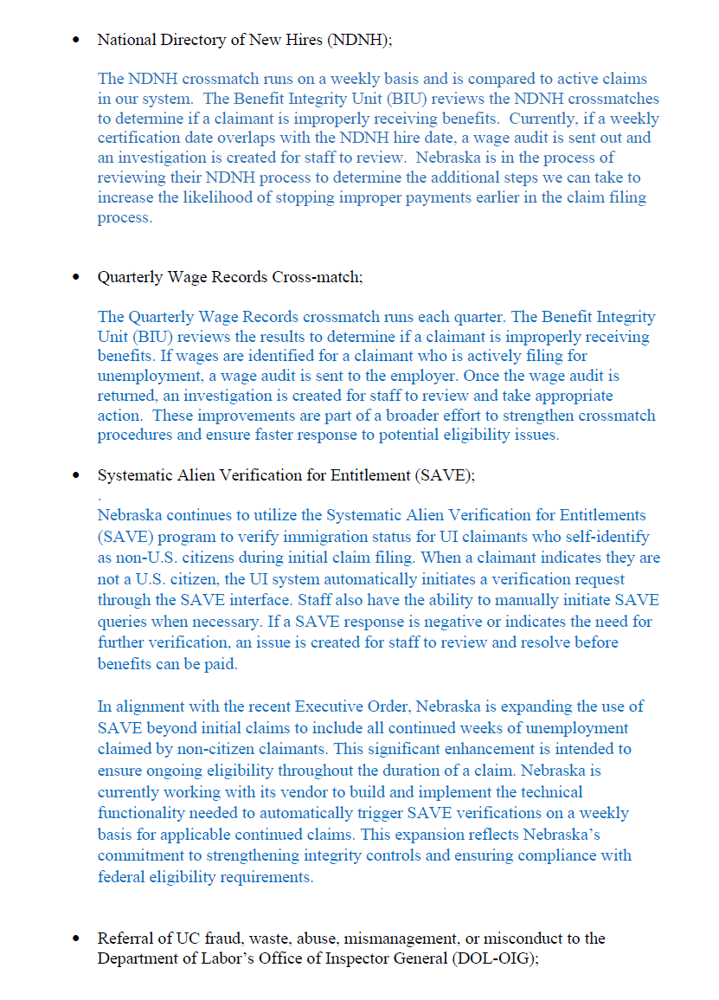 • National Directory of New Hires (NDNH);
The NDNH crossmatch runs on a weekly basis and is compared to active claims
in our system.  The Benefit Integrity Unit (BIU) reviews the NDNH crossmatches
to determine if a claimant is improperly receiving benefits.  Currently, if a weekly
certification date overlaps with the NDNH hire date, a wage audit is sent out and
an investigation is created for staff to review.  Nebraska is in the process of
reviewing their NDNH process to determine the additional steps we can take to
increase the likelihood of stopping improper payments earlier in the claim filing
process.
• Quarterly Wage Records Cross-match;
The Quarterly Wage Records crossmatch runs each quarter. The Benefit Integrity
Unit (BIU) reviews the results to determine if a claimant is improperly receiving
benefits. If wages are identified for a claimant who is actively filing for
unemployment, a wage audit is sent to the employer. Once the wage audit is
returned, an investigation is created for staff to review and take appropriate
action.  These improvements are part of a broader effort to strengthen crossmatch
procedures and ensure faster response to potential eligibility issues.
• Systematic Alien Verification for Entitlement (SAVE);
.
Nebraska continues to utilize the Systematic Alien Verification for Entitlements
(SAVE) program to verify immigration status for UI claimants who self-identify
as non-U.S. citizens during initial claim filing. When a claimant indicates they are
not a U.S. citizen, the UI system automatically initiates a verification request
through the SAVE interface. Staff also have the ability to manually initiate SAVE
queries when necessary. If a SAVE response is negative or indicates the need for
further verification, an issue is created for staff to review and resolve before
benefits can be paid.
In alignment with the recent Executive Order, Nebraska is expanding the use of
SAVE beyond initial claims to include all continued weeks of unemployment
claimed by non-citizen claimants. This significant enhancement is intended to
ensure ongoing eligibility throughout the duration of a claim. Nebraska is
currently working with its vendor to build and implement the technical
functionality needed to automatically trigger SAVE verifications on a weekly
basis for applicable continued claims. This expansion reflects Nebraska’s
commitment to strengthening integrity controls and ensuring compliance with
federal eligibility requirements.
• Referral of UC fraud, waste, abuse, mismanagement, or misconduct to the
Department of Labor’s Office of Inspector General (DOL-OIG);